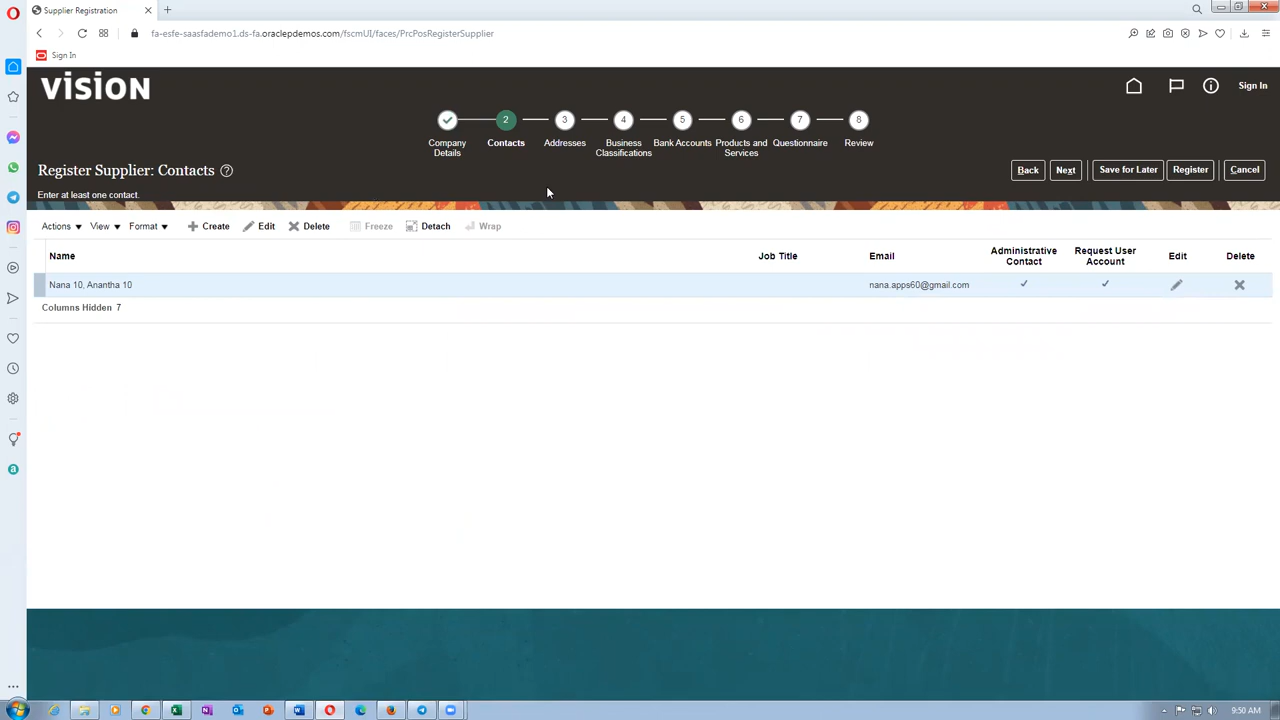 Supplier Registration
fa-esfe-saasfademo1.ds-fa.oraclepdemos.com/fscmUI/faces/PrcPosRegisterSupplier
Sign In
vision
Sign In
2 3 4 5 6 7 8
Company Details
Contacts
Addresses
Business Classifications
Bank Accounts
Products and Services
Questionnaire
Review
Register Supplier: Contacts ?
Back Next Save for Later Register Cancel
Enter at least one contact.
Actions View Format Create Edit Delete Freeze Detach Wrap
Name Job Title Email Administrative Contact Request User Account Edit Delete
Nana 10, Anantha 10 nana.apps60@gmail.com
Columns Hidden 7
9:50 AM